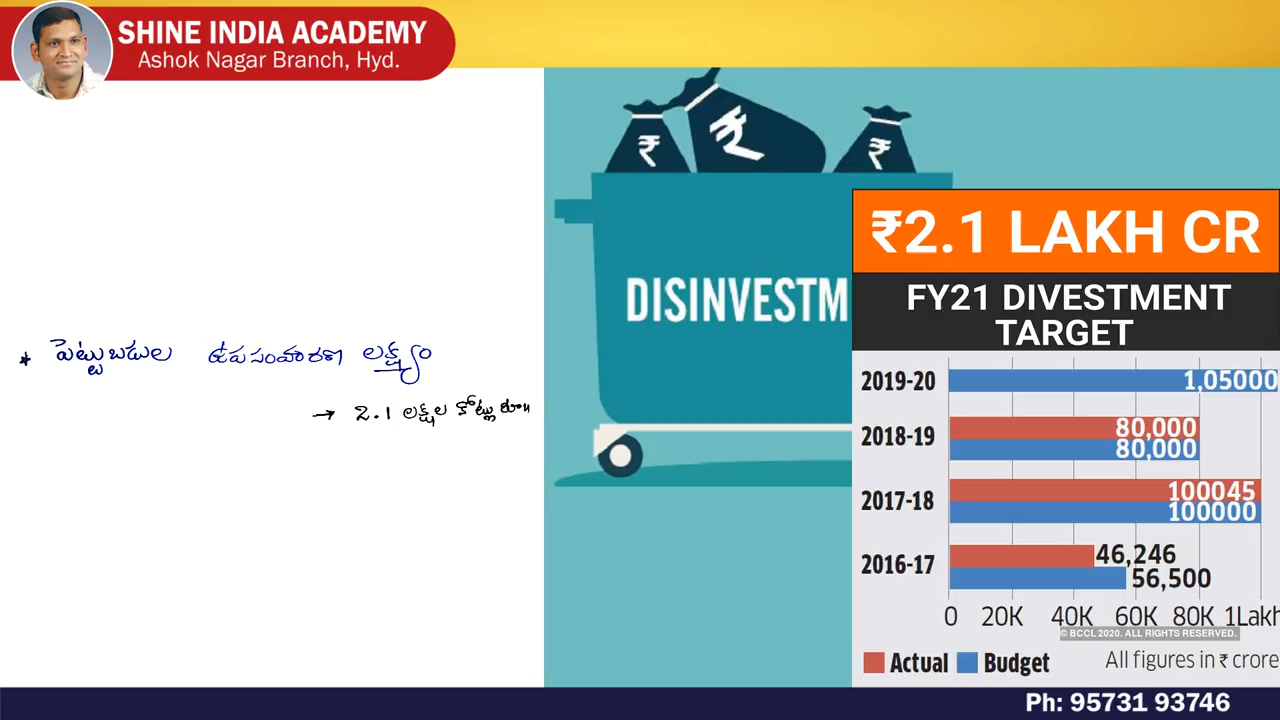 SHINE INDIA ACADEMY
Ashok Nagar Branch, Hyd.
* పెట్టుబడుల ఉపసంహరణ లక్ష్యం
→ 2.1 లక్షల కోట్లు రూ॥
₹ ₹ ₹
DISINVESTM
₹2.1 LAKH CR
FY21 DIVESTMENT
TARGET
2019-20 1,05000
2018-19 80,000
80,000
2017-18 100045
100000
2016-17 46,246
56,500
0 20K 40K 60K 80K 1Lakh
© BCCL 2020. ALL RIGHTS RESERVED.
Actual Budget All figures in ₹ crore
Ph: 95731 93746